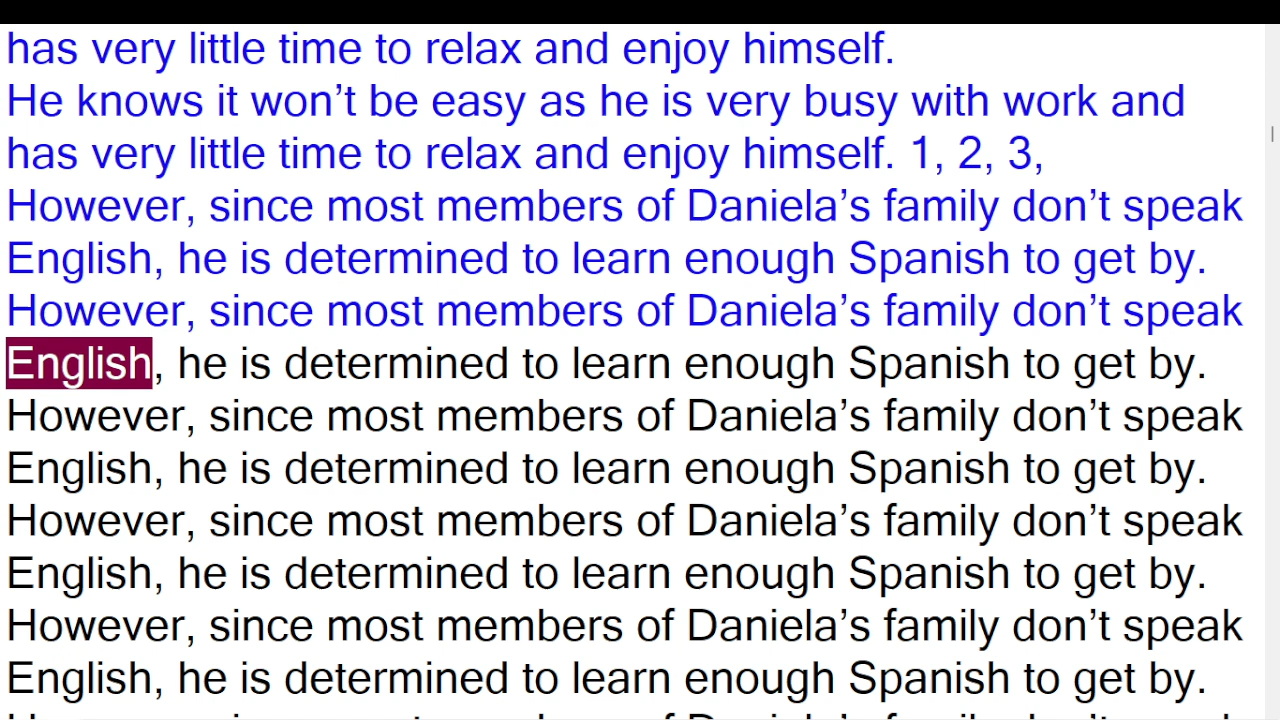 has very little time to relax and enjoy himself.
He knows it won’t be easy as he is very busy with work and
has very little time to relax and enjoy himself. 1, 2, 3,
However, since most members of Daniela’s family don’t speak
English, he is determined to learn enough Spanish to get by.
However, since most members of Daniela’s family don’t speak
English, he is determined to learn enough Spanish to get by.
However, since most members of Daniela’s family don’t speak
English, he is determined to learn enough Spanish to get by.
However, since most members of Daniela’s family don’t speak
English, he is determined to learn enough Spanish to get by.
However, since most members of Daniela’s family don’t speak
English, he is determined to learn enough Spanish to get by.